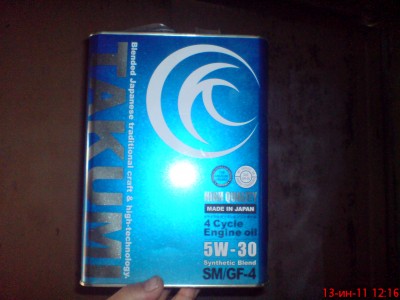 TAKUMI
Blended Japanese traditional craft & high-technology.
HIGH QUALITY
MADE IN JAPAN
4 Cycle
Engine oil
5W-30
Synthetic Blend
SM/GF-4
13-ин-11 12:16